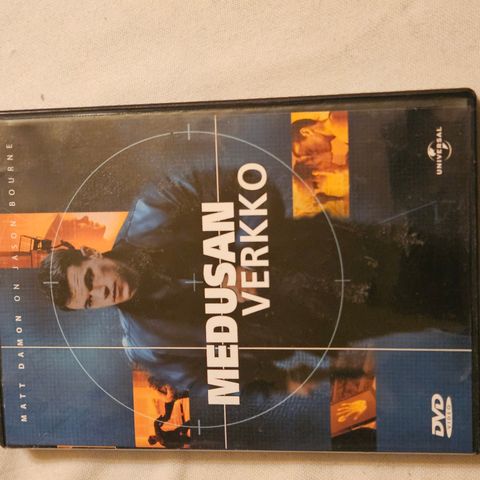 MATT DAMON ON JASON BOURNE
MEDUSAN
VERKKO
DVD
VIDEO
UNIVERSAL